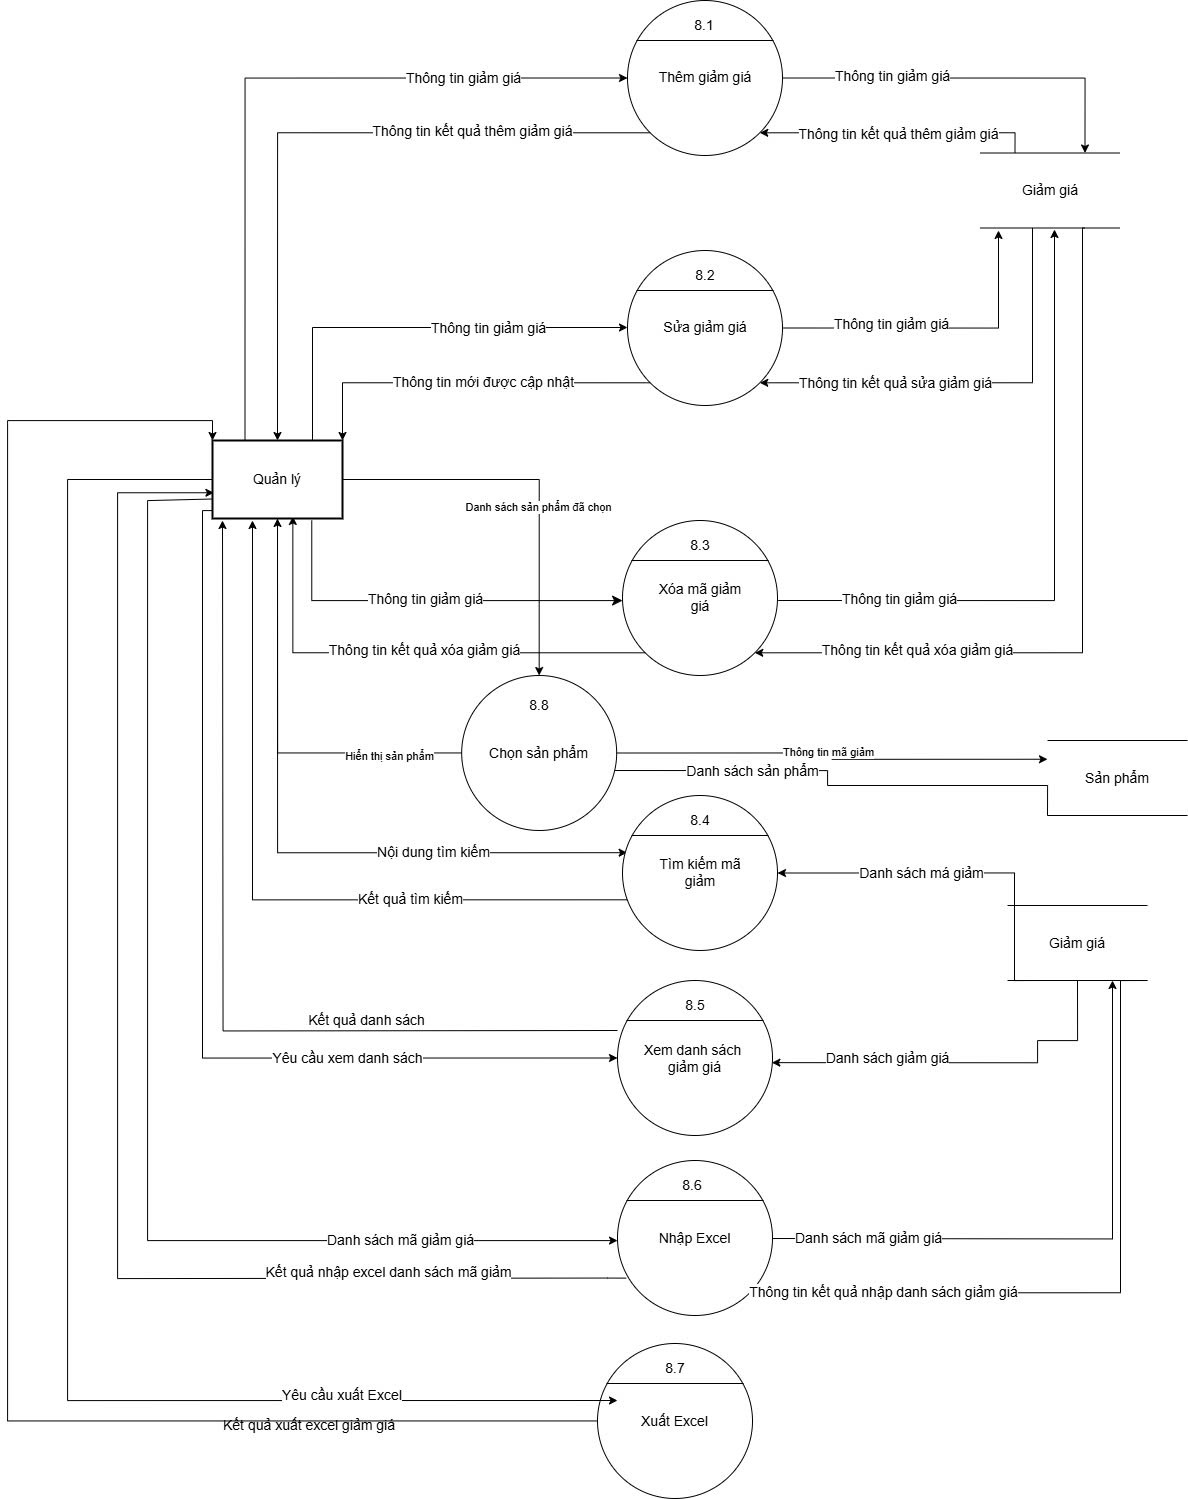 8.1
Thông tin giảm giá
Thêm giảm giá
Thông tin giảm giá
Thông tin kết quả thêm giảm giá
Thông tin kết quả thêm giảm giá
Giảm giá
8.2
Thông tin giảm giá
Sửa giảm giá
Thông tin giảm giá
Thông tin mới được cập nhật
Thông tin kết quả sửa giảm giá
Quản lý
Danh sách sản phẩm đã chọn
8.3
Xóa mã giảm
giá
Thông tin giảm giá
Thông tin giảm giá
Thông tin kết quả xóa giảm giá
Thông tin kết quả xóa giảm giá
8.8
Hiển thị sản phẩm
Chọn sản phẩm
Thông tin mã giảm
Danh sách sản phẩm
Sản phẩm
8.4
Nội dung tìm kiếm
Tìm kiếm mã
giảm
Danh sách má giảm
Kết quả tìm kiếm
Giảm giá
8.5
Kết quả danh sách
Xem danh sách
giảm giá
Yêu cầu xem danh sách
Danh sách giảm giá
8.6
Danh sách mã giảm giá
Nhập Excel
Danh sách mã giảm giá
Kết quả nhập excel danh sách mã giảm
Thông tin kết quả nhập danh sách giảm giá
8.7
Yêu cầu xuất Excel
Xuất Excel
Kết quả xuất excel giảm giá